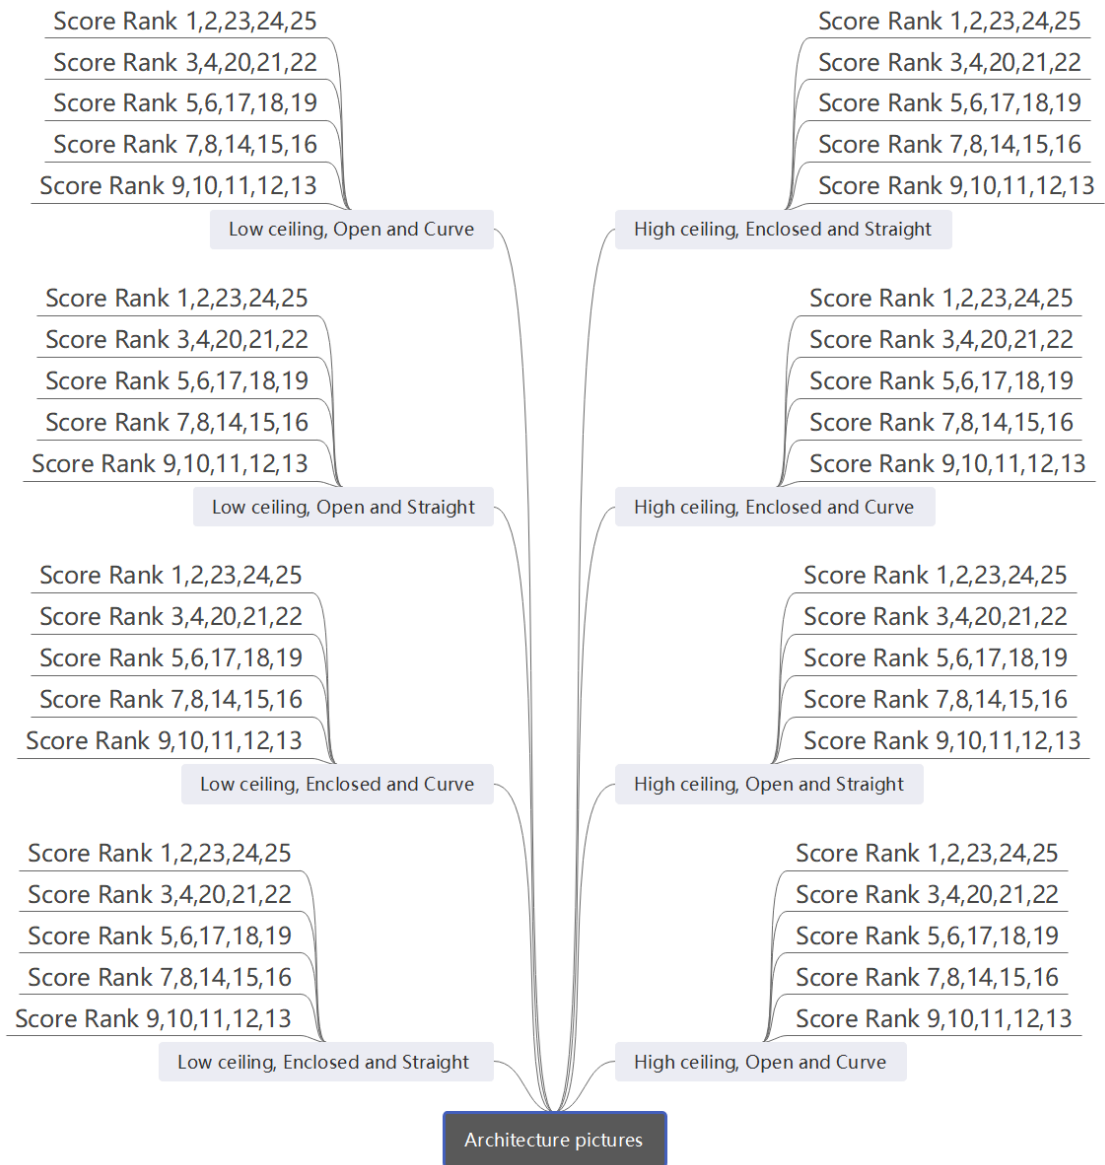 Score Rank 1,2,23,24,25
Score Rank 3,4,20,21,22
Score Rank 5,6,17,18,19
Score Rank 7,8,14,15,16
Score Rank 9,10,11,12,13
Low ceiling, Open and Curve
Score Rank 1,2,23,24,25
Score Rank 3,4,20,21,22
Score Rank 5,6,17,18,19
Score Rank 7,8,14,15,16
Score Rank 9,10,11,12,13
Low ceiling, Open and Straight
Score Rank 1,2,23,24,25
Score Rank 3,4,20,21,22
Score Rank 5,6,17,18,19
Score Rank 7,8,14,15,16
Score Rank 9,10,11,12,13
Low ceiling, Enclosed and Curve
Score Rank 1,2,23,24,25
Score Rank 3,4,20,21,22
Score Rank 5,6,17,18,19
Score Rank 7,8,14,15,16
Score Rank 9,10,11,12,13
Low ceiling, Enclosed and Straight
Score Rank 1,2,23,24,25
Score Rank 3,4,20,21,22
Score Rank 5,6,17,18,19
Score Rank 7,8,14,15,16
Score Rank 9,10,11,12,13
High ceiling, Enclosed and Straight
Score Rank 1,2,23,24,25
Score Rank 3,4,20,21,22
Score Rank 5,6,17,18,19
Score Rank 7,8,14,15,16
Score Rank 9,10,11,12,13
High ceiling, Enclosed and Curve
Score Rank 1,2,23,24,25
Score Rank 3,4,20,21,22
Score Rank 5,6,17,18,19
Score Rank 7,8,14,15,16
Score Rank 9,10,11,12,13
High ceiling, Open and Straight
Score Rank 1,2,23,24,25
Score Rank 3,4,20,21,22
Score Rank 5,6,17,18,19
Score Rank 7,8,14,15,16
Score Rank 9,10,11,12,13
High ceiling, Open and Curve
Architecture pictures